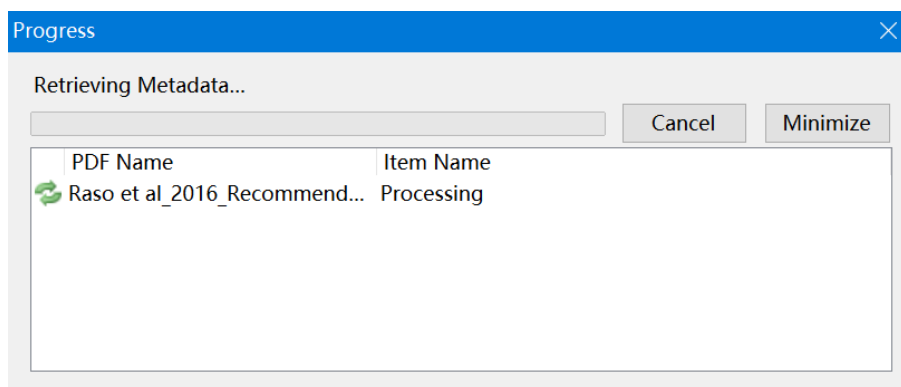 Progress
Retrieving Metadata...
Cancel Minimize
PDF Name Item Name
Raso et al_2016_Recommend... Processing